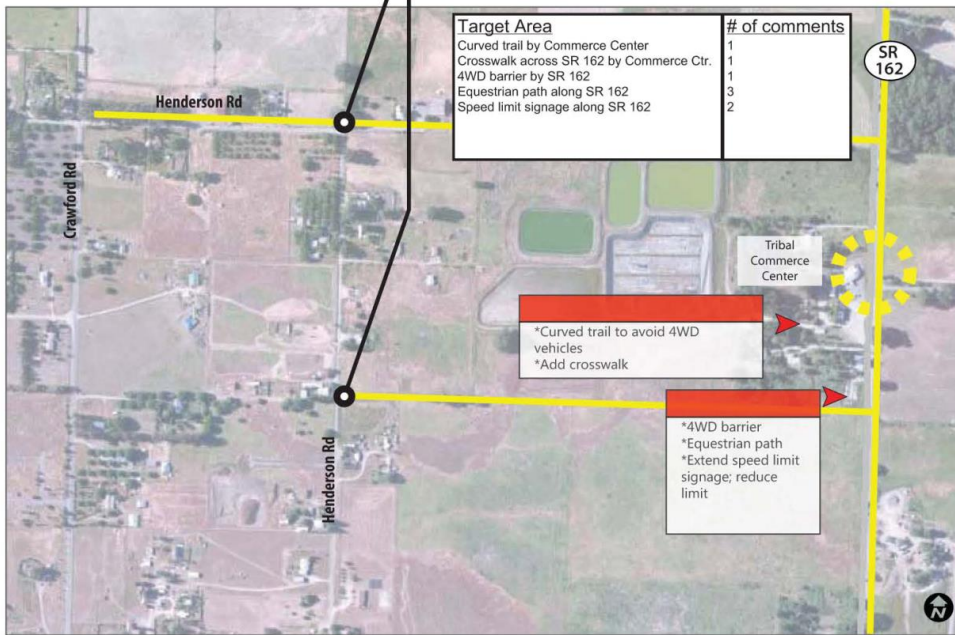 Target Area # of comments
Curved trail by Commerce Center 1
Crosswalk across SR 162 by Commerce Ctr. 1
4WD barrier by SR 162 1
Equestrian path along SR 162 3
Speed limit signage along SR 162 2
SR
162
Henderson Rd
Crawford Rd
Tribal
Commerce
Center
*Curved trail to avoid 4WD
vehicles
*Add crosswalk
*4WD barrier
*Equestrian path
*Extend speed limit
signage; reduce
limit
Henderson Rd
N